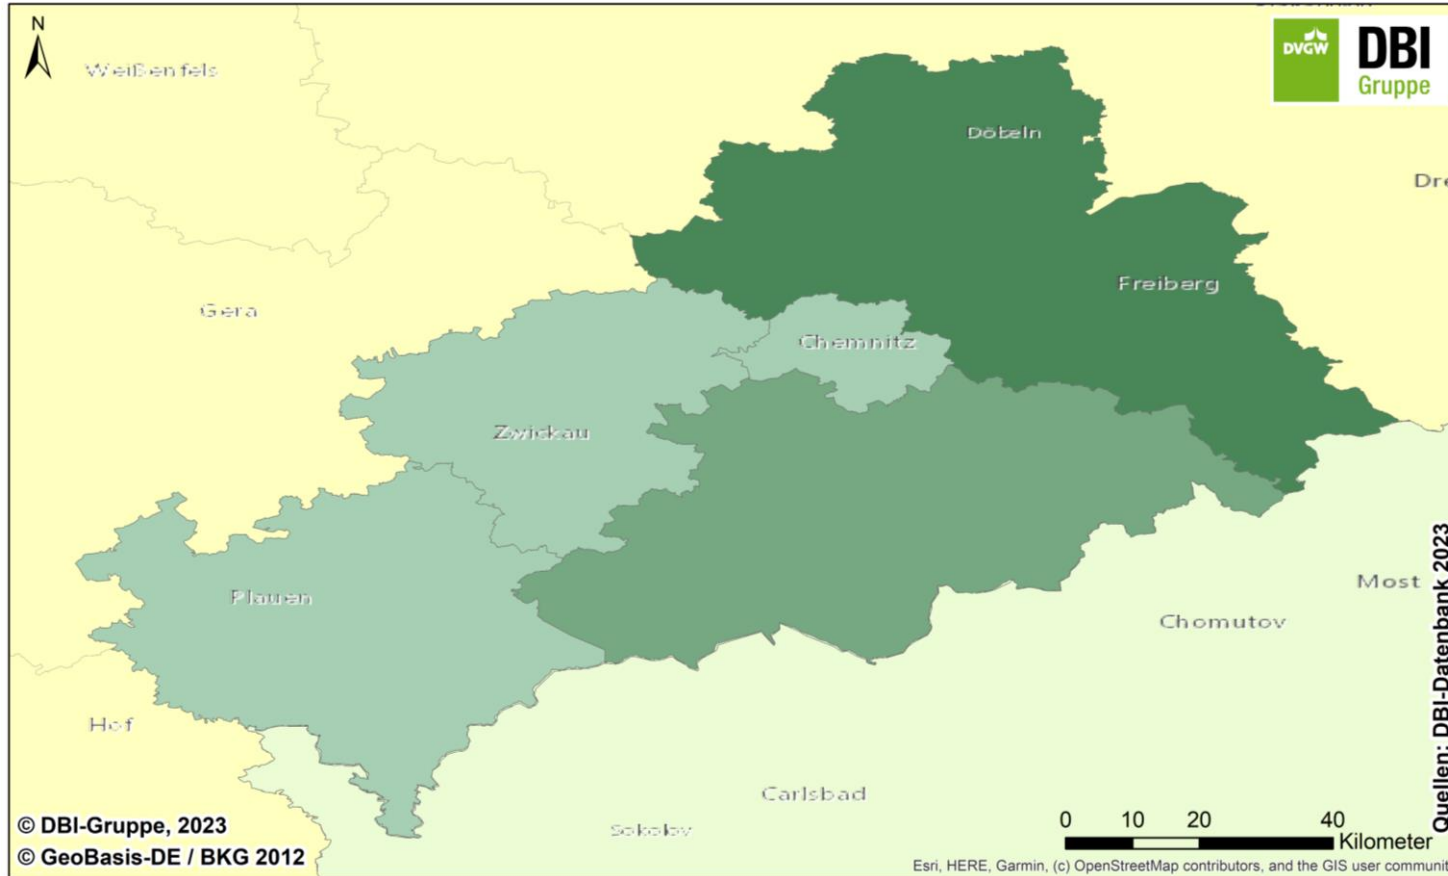 N
DVGW
DBI
Gruppe
Weißenfels
Döbeln
Dre
Freiberg
Gera
Chemnitz
Zwickau
Most
Plauen
Chomutov
Hof
Carlsbad
Sokolov
Quellen: DBI-Datenbank 2023
© DBI-Gruppe, 2023
© GeoBasis-DE / BKG 2012
0 10 20 40
Kilometer
Esri, HERE, Garmin, (c) OpenStreetMap contributors, and the GIS user communit